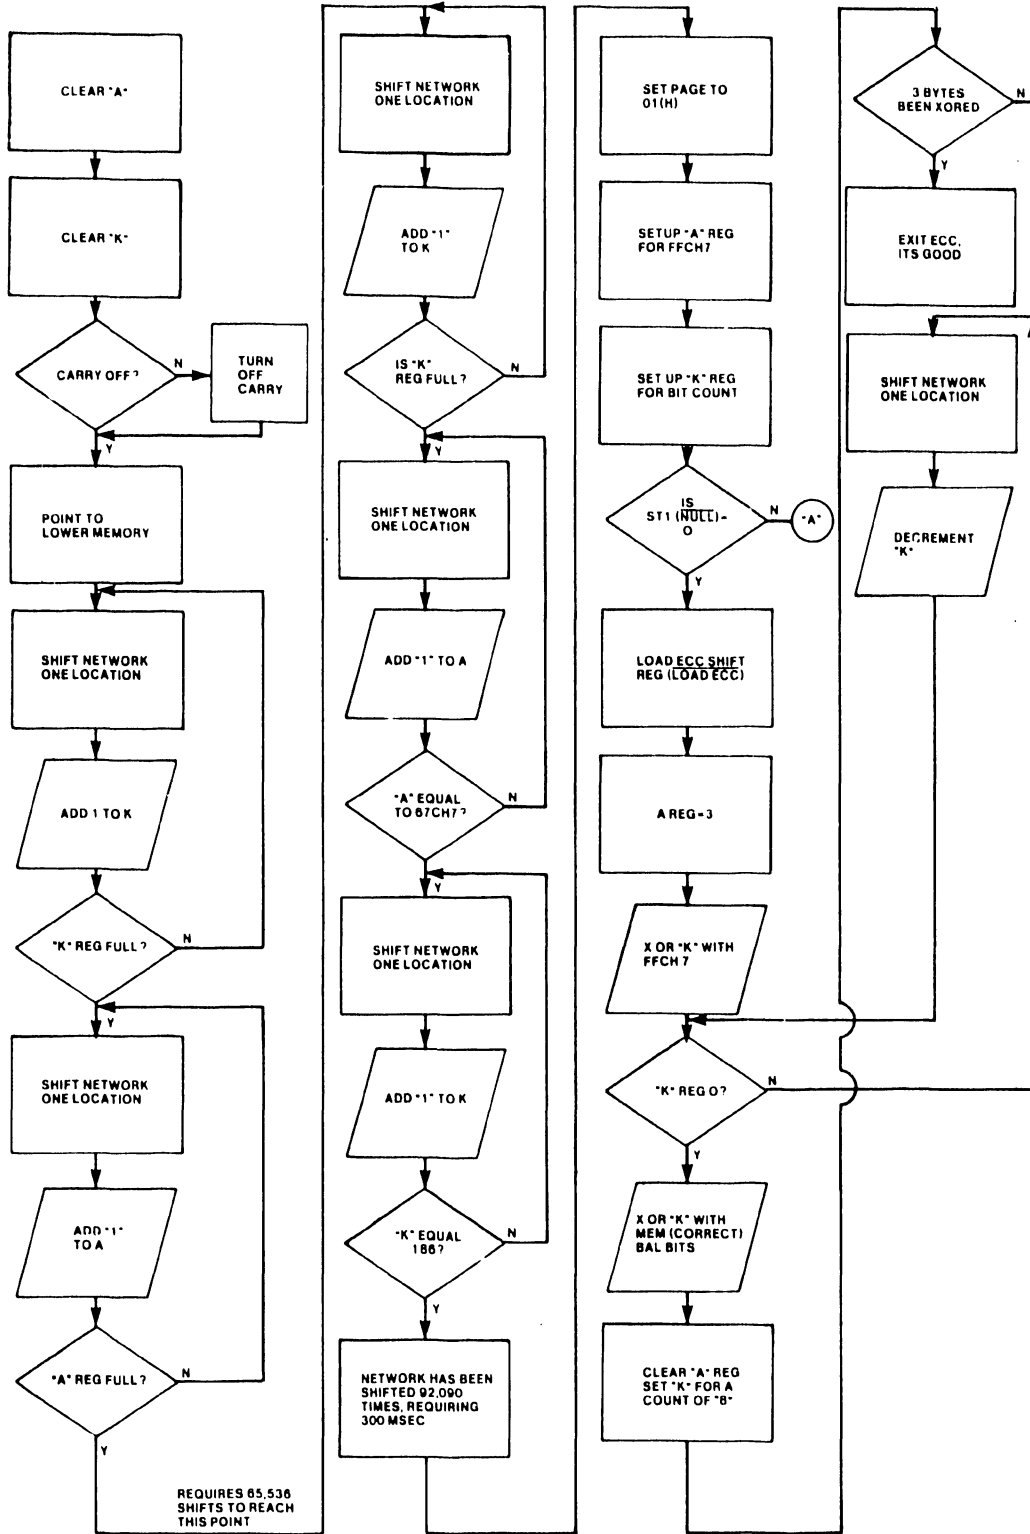 CLEAR "A"
CLEAR "K"
CARRY OFF?
N
TURN
OFF
CARRY
Y
POINT TO
LOWER MEMORY
SHIFT NETWORK
ONE LOCATION
ADD 1 TO K
"K" REG FULL?
N
Y
SHIFT NETWORK
ONE LOCATION
ADD "1"
TO A
"A" REG FULL?
N
Y
REQUIRES 65,536
SHIFTS TO REACH
THIS POINT
SHIFT NETWORK
ONE LOCATION
ADD "1"
TO K
IS "K"
REG FULL?
N
Y
SHIFT NETWORK
ONE LOCATION
ADD "1" TO A
"A" EQUAL
TO 67CH7?
N
Y
SHIFT NETWORK
ONE LOCATION
ADD "1" TO K
"K" EQUAL
186?
N
Y
NETWORK HAS BEEN
SHIFTED 92,090
TIMES, REQUIRING
300 MSEC
SET PAGE TO
01(H)
SETUP "A" REG
FOR FFCH7
SET UP "K" REG
FOR BIT COUNT
IS
ST1 (NULL) =
0
N
"A"
Y
LOAD ECC SHIFT
REG (LOAD ECC)
A REG = 3
X OR "K" WITH
FFCH 7
"K" REG 0?
N
Y
X OR "K" WITH
MEM (CORRECT)
BAL BITS
CLEAR "A" REG
SET "K" FOR A
COUNT OF "8"
3 BYTES
BEEN XORED
N
Y
EXIT ECC,
ITS GOOD
SHIFT NETWORK
ONE LOCATION
DECREMENT
"K"